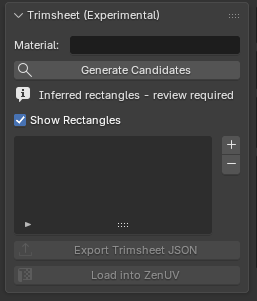 Trimsheet (Experimental)
Material:
Generate Candidates
Inferred rectangles - review required
Show Rectangles
Export Trimsheet JSON
Load into ZenUV